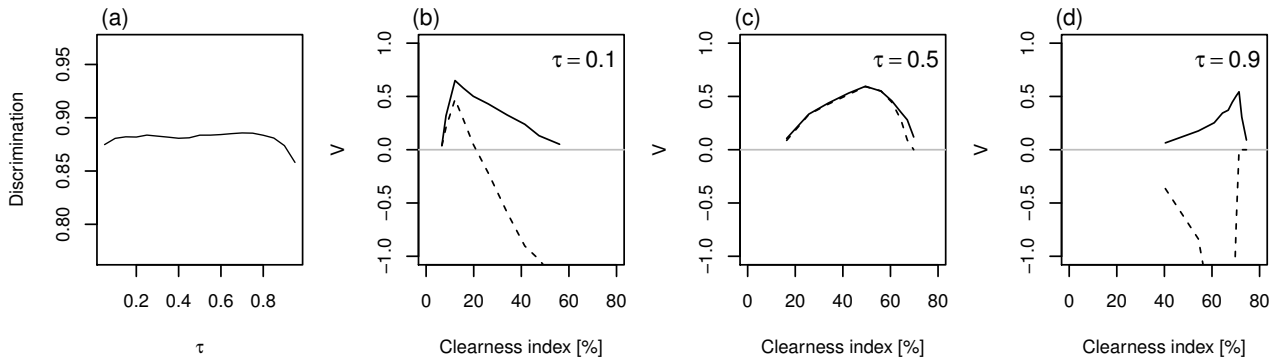 (a)
Discrimination
0.95
0.90
0.85
0.80
0.2 0.4 0.6 0.8
τ
(b)
τ = 0.1
V
1.0
0.5
0.0
−0.5
−1.0
0 20 40 60 80
Clearness index [%]
(c)
τ = 0.5
V
1.0
0.5
0.0
−0.5
−1.0
0 20 40 60 80
Clearness index [%]
(d)
τ = 0.9
V
1.0
0.5
0.0
−0.5
−1.0
0 20 40 60 80
Clearness index [%]